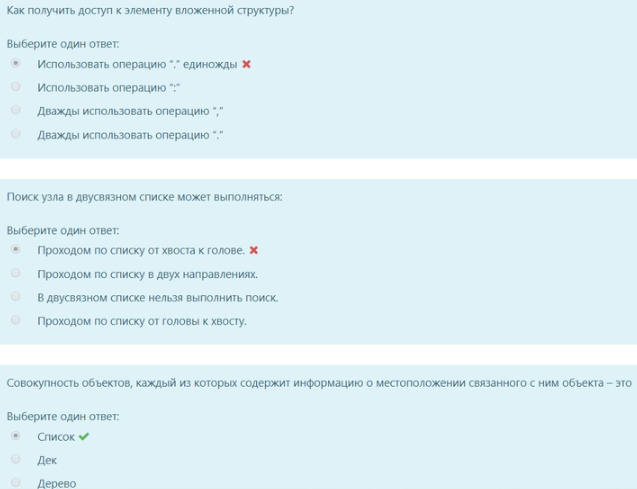 Как получить доступ к элементу вложенной структуры?
Выберите один ответ:
Использовать операцию “.” единожды
Использовать операцию “:”
Дважды использовать операцию “,”
Дважды использовать операцию “.”
Поиск узла в двусвязном списке может выполняться:
Выберите один ответ:
Проходом по списку от хвоста к голове.
Проходом по списку в двух направлениях.
В двусвязном списке нельзя выполнить поиск.
Проходом по списку от головы к хвосту.
Совокупность объектов, каждый из которых содержит информацию о местоположении связанного с ним объекта – это
Выберите один ответ:
Список
Дек
Дерево